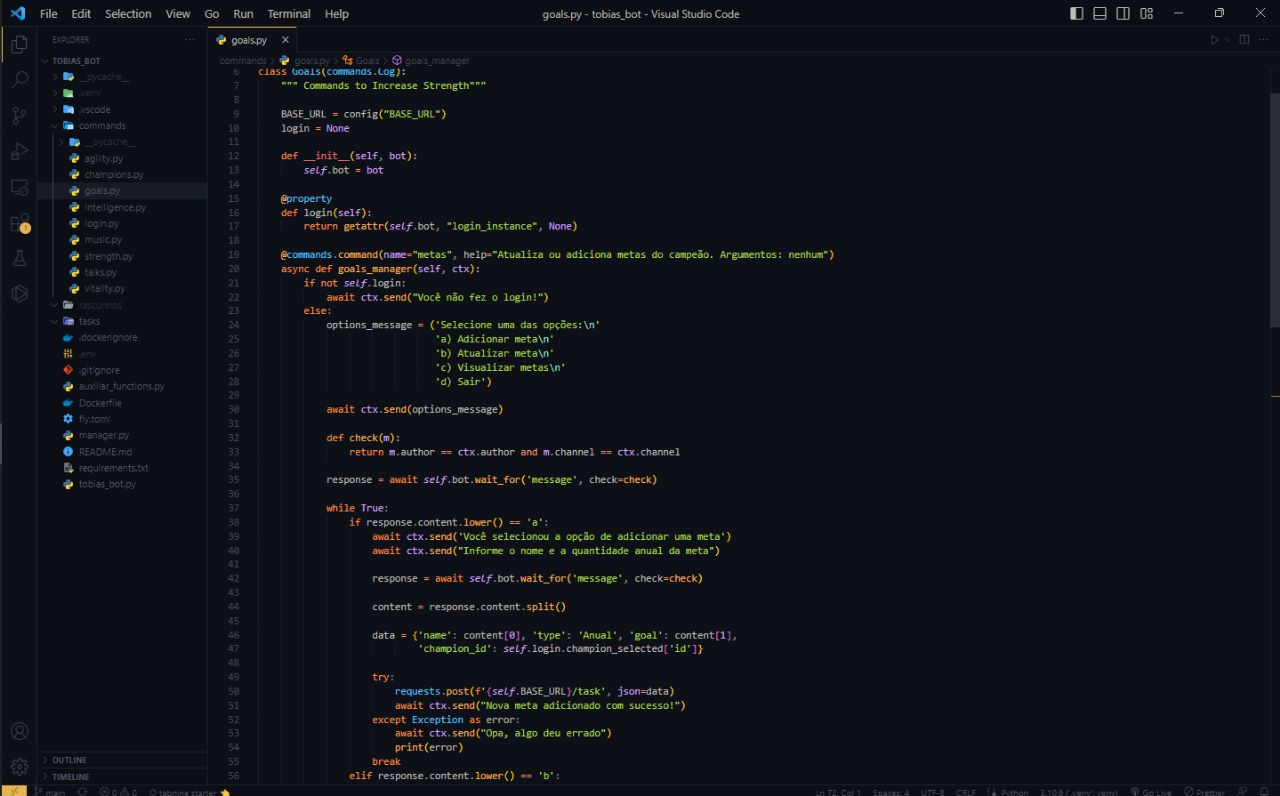 File Edit Selection View Go Run Terminal Help
goals.py - tobias_bot - Visual Studio Code
EXPLORER ...
TOBIAS_BOT
__pycache__
.venv
.vscode
commands
__pycache__
agility.py
champions.py
goals.py
intelligence.py
login.py
music.py
strength.py
talks.py
vitality.py
rascunhos
tasks
.dockerignore
.env
.gitignore
auxiliar_functions.py
Dockerfile
fly.toml
manager.py
README.md
requirements.txt
tobias_bot.py
OUTLINE
TIMELINE
goals.py
commands > goals.py > Goals > goals_manager
6 class Goals(commands.Cog):
7 """ Commands to Increase Strength"""
8
9 BASE_URL = config("BASE_URL")
10 login = None
11
12 def __init__(self, bot):
13 self.bot = bot
14
15 @property
16 def login(self):
17 return getattr(self.bot, "login_instance", None)
18
19 @commands.command(name="metas", help="Atualiza ou adiciona metas do campeão. Argumentos: nenhum")
20 async def goals_manager(self, ctx):
21 if not self.login:
22 await ctx.send("Você não fez o login!")
23 else:
24 options_message = ('Selecione uma das opções:\n'
25 'a) Adicionar meta\n'
26 'b) Atualizar meta\n'
27 'c) Visualizar metas\n'
28 'd) Sair')
29
30 await ctx.send(options_message)
31
32 def check(m):
33 return m.author == ctx.author and m.channel == ctx.channel
34
35 response = await self.bot.wait_for('message', check=check)
36
37 while True:
38 if response.content.lower() == 'a':
39 await ctx.send('Você selecionou a opção de adicionar uma meta')
40 await ctx.send("Informe o nome e a quantidade anual da meta")
41
42 response = await self.bot.wait_for('message', check=check)
43
44 content = response.content.split()
45
46 data = {'name': content[0], 'type': 'Anual', 'goal': content[1],
47 'champion_id': self.login.champion_selected['id']}
48
49 try:
50 requests.post(f'{self.BASE_URL}/task', json=data)
51 await ctx.send("Nova meta adicionado com sucesso!")
52 except Exception as error:
53 await ctx.send("Opa, algo deu errado")
54 print(error)
55 break
56 elif response.content.lower() == 'b':
main 0 0 tabnine starter Ln 72, Col 1 Spaces: 4 UTF-8 CRLF Python 3.10.6 ('.venv': venv) Go Live Prettier